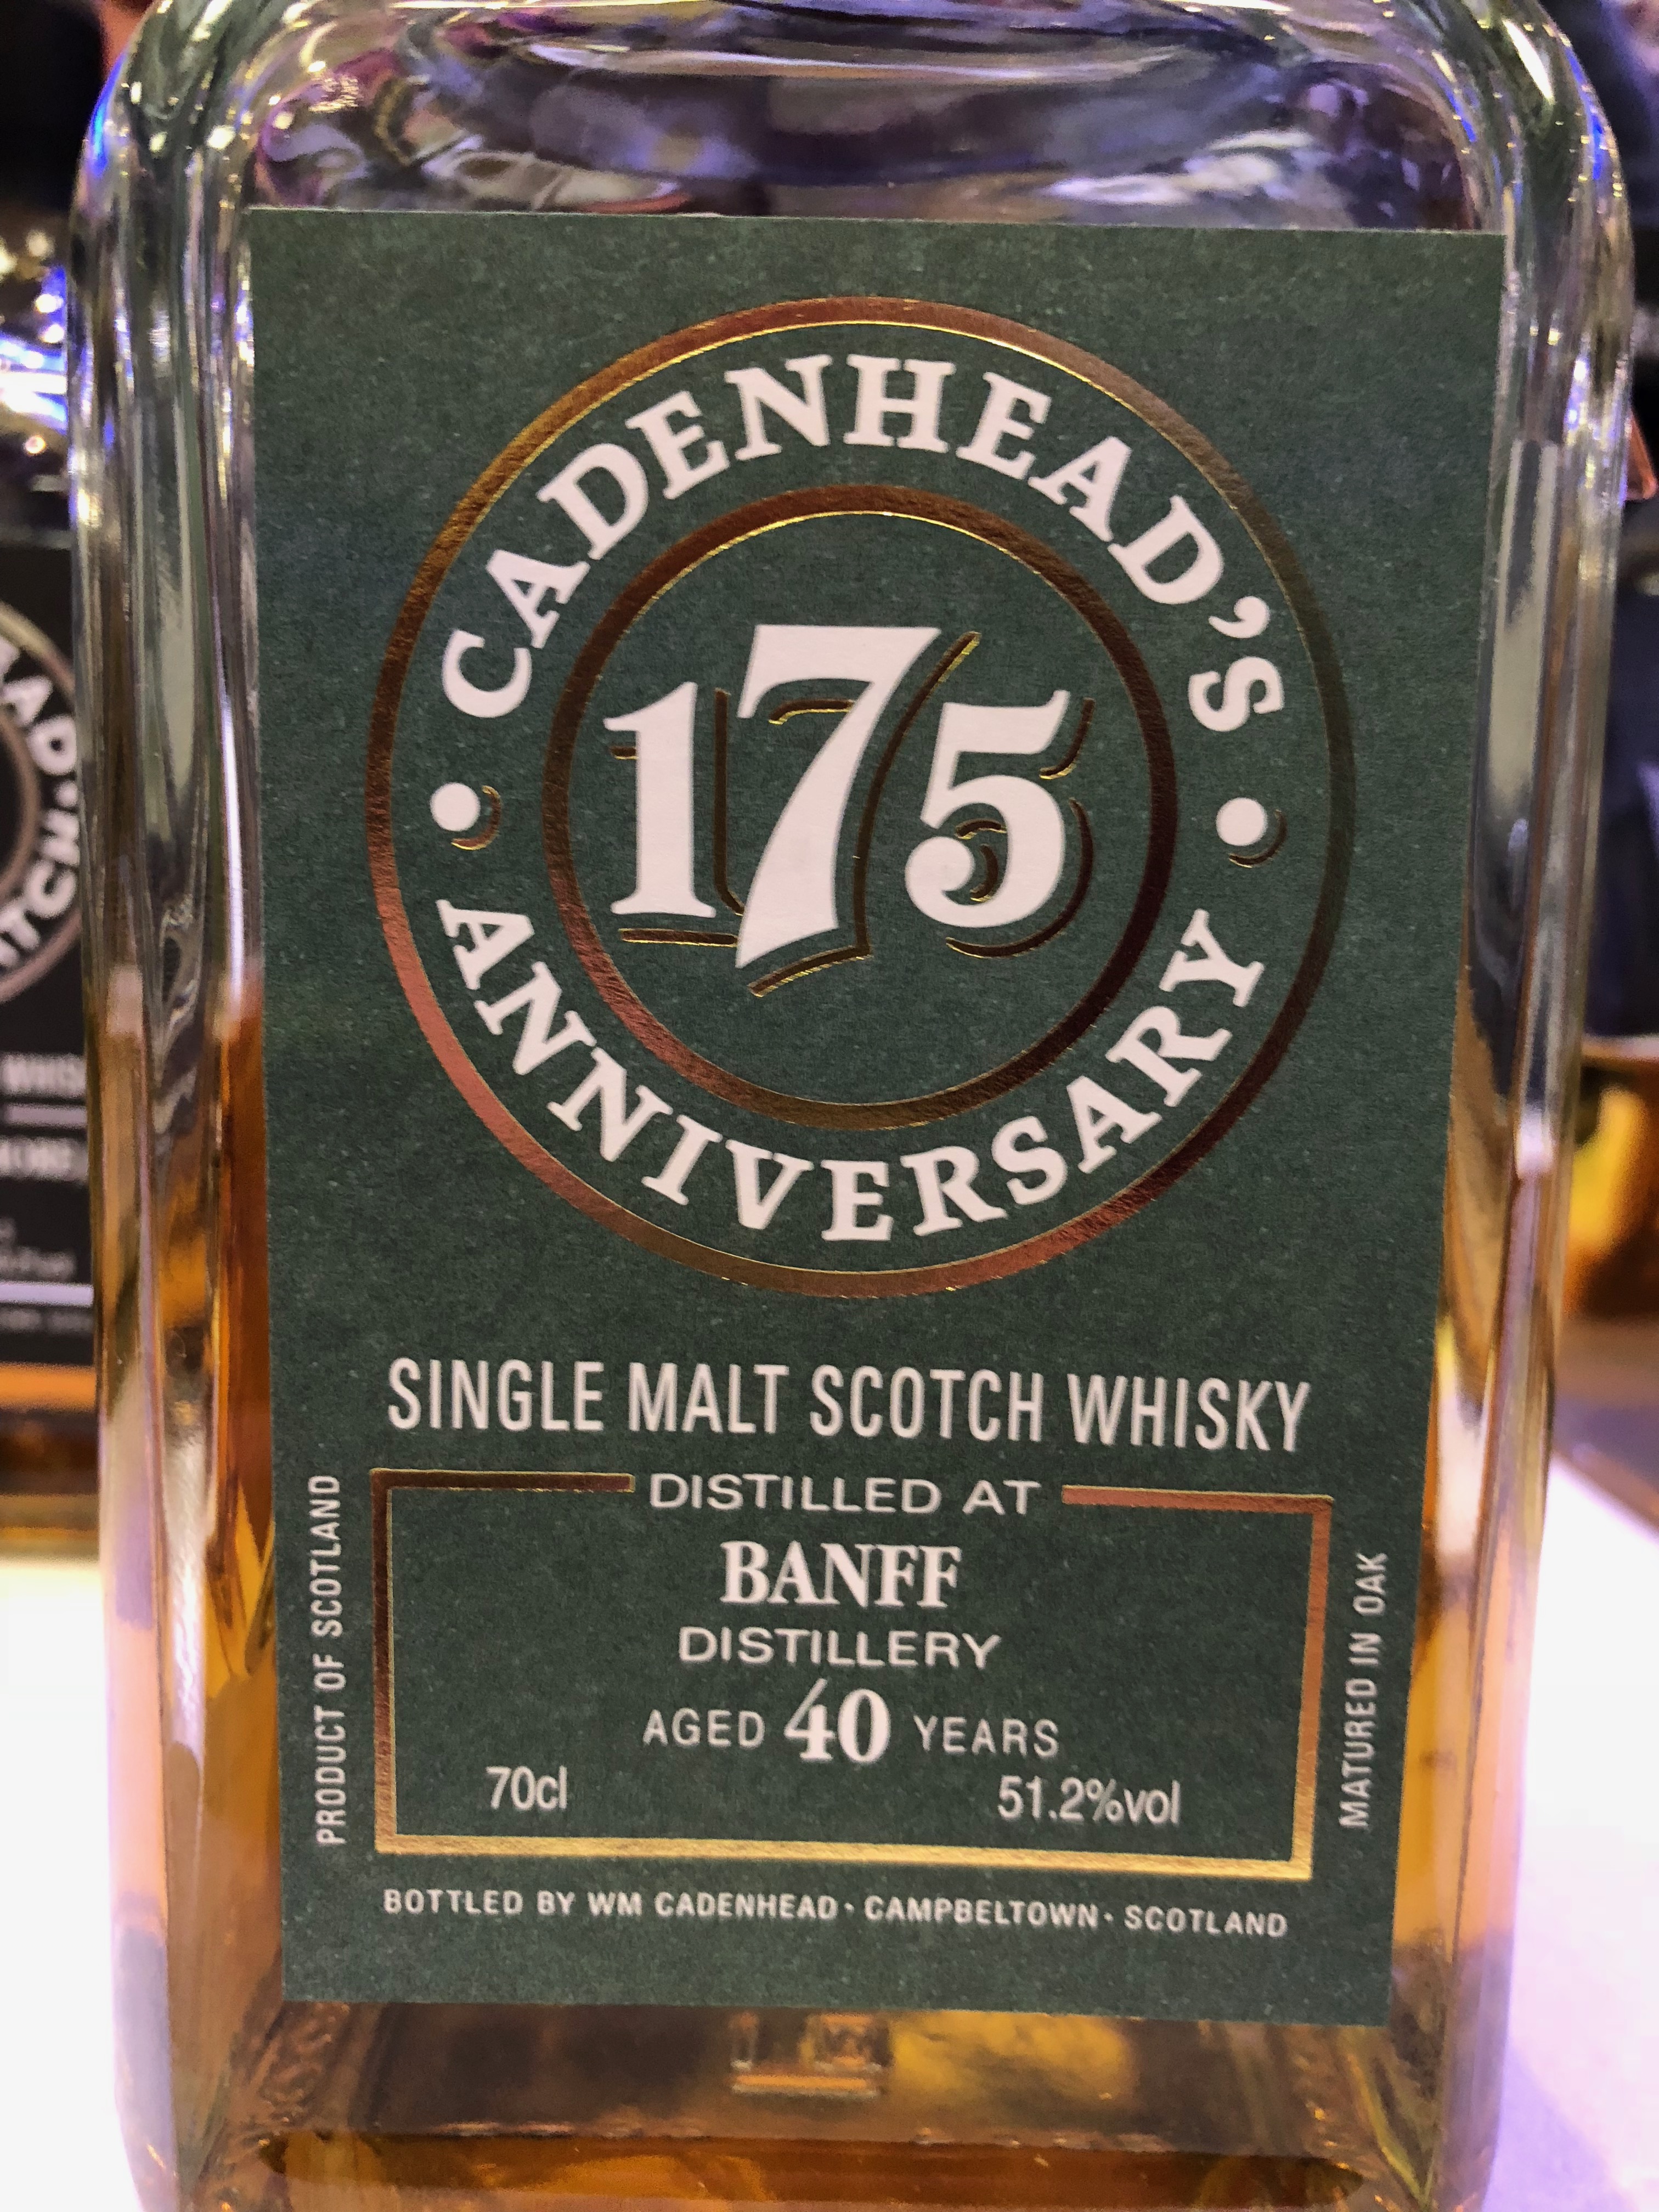 CADENHEAD'S
175
ANNIVERSARY
SINGLE MALT SCOTCH WHISKY
DISTILLED AT
BANFF
DISTILLERY
AGED 40 YEARS
70cl 51.2%vol
PRODUCT OF SCOTLAND
MATURED IN OAK
BOTTLED BY WM CADENHEAD · CAMPBELTOWN · SCOTLAND